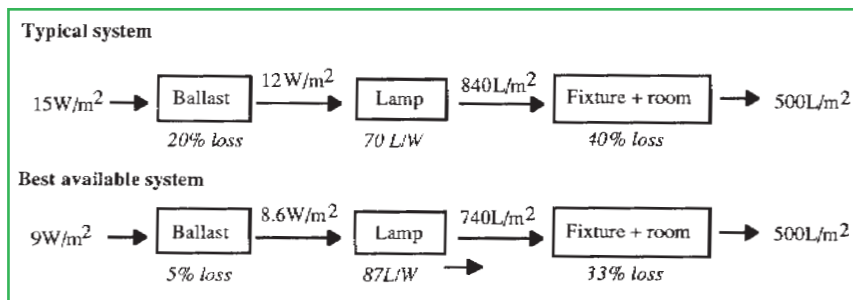 Typical system
15W/m² Ballast 12W/m² Lamp 840L/m² Fixture + room 500L/m²
20% loss 70 L/W 40% loss
Best available system
9W/m² Ballast 8.6W/m² Lamp 740L/m² Fixture + room 500L/m²
5% loss 87L/W 33% loss